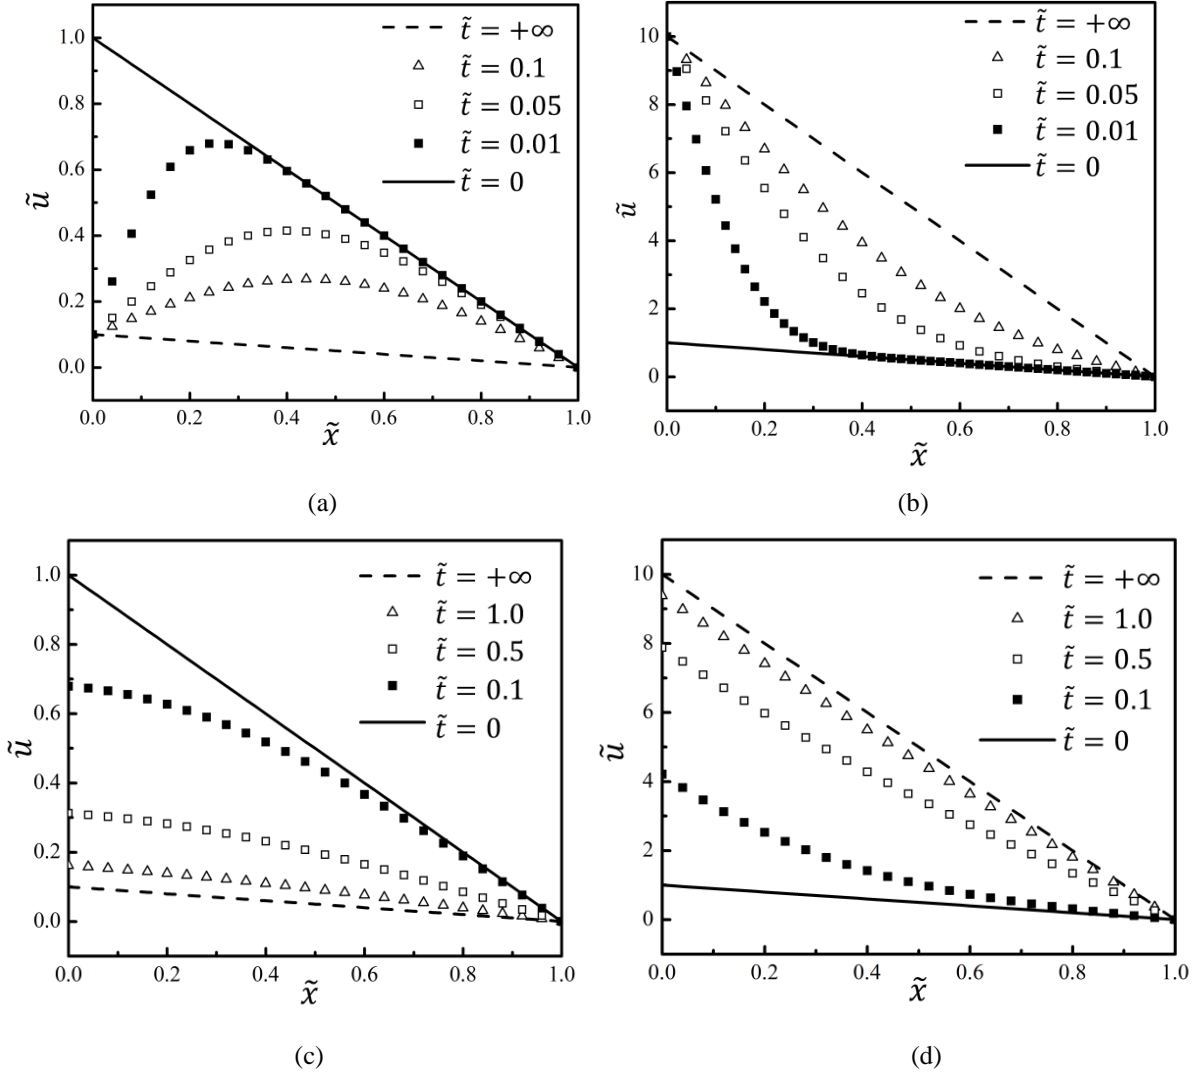 1.0
0.8
0.6
0.4
0.2
0.0
ũ
0.0 0.2 0.4 0.6 0.8 1.0
x̃
t̃ = +∞
t̃ = 0.1
t̃ = 0.05
t̃ = 0.01
t̃ = 0
(a)
10
8
6
4
2
0
ũ
0.0 0.2 0.4 0.6 0.8 1.0
x̃
t̃ = +∞
t̃ = 0.1
t̃ = 0.05
t̃ = 0.01
t̃ = 0
(b)
1.0
0.8
0.6
0.4
0.2
0.0
ũ
0.0 0.2 0.4 0.6 0.8 1.0
x̃
t̃ = +∞
t̃ = 1.0
t̃ = 0.5
t̃ = 0.1
t̃ = 0
(c)
10
8
6
4
2
0
ũ
0.0 0.2 0.4 0.6 0.8 1.0
x̃
t̃ = +∞
t̃ = 1.0
t̃ = 0.5
t̃ = 0.1
t̃ = 0
(d)